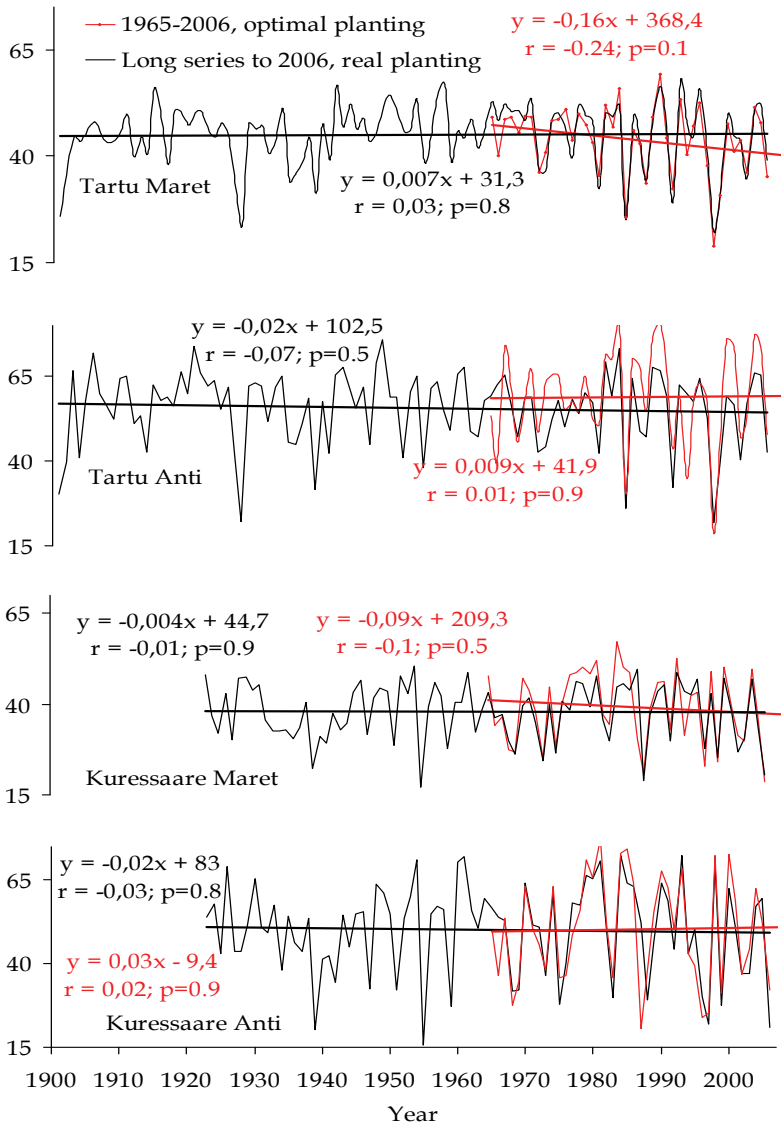 1965-2006, optimal planting
Long series to 2006, real planting
y = -0,16x + 368,4
r = -0.24; p=0.1
65
40
15
Tartu Maret
y = 0,007x + 31,3
r = 0,03; p=0.8
y = -0,02x + 102,5
r = -0,07; p=0.5
65
40
15
Tartu Anti
y = 0,009x + 41,9
r = 0.01; p=0.9
65
40
15
y = -0,004x + 44,7
r = -0,01; p=0.9
y = -0,09x + 209,3
r = -0,1; p=0.5
Kuressaare Maret
y = -0,02x + 83
r = -0,03; p=0.8
65
40
15
y = 0,03x - 9,4
r = 0,02; p=0.9
Kuressaare Anti
1900 1910 1920 1930 1940 1950 1960 1970 1980 1990 2000
Year